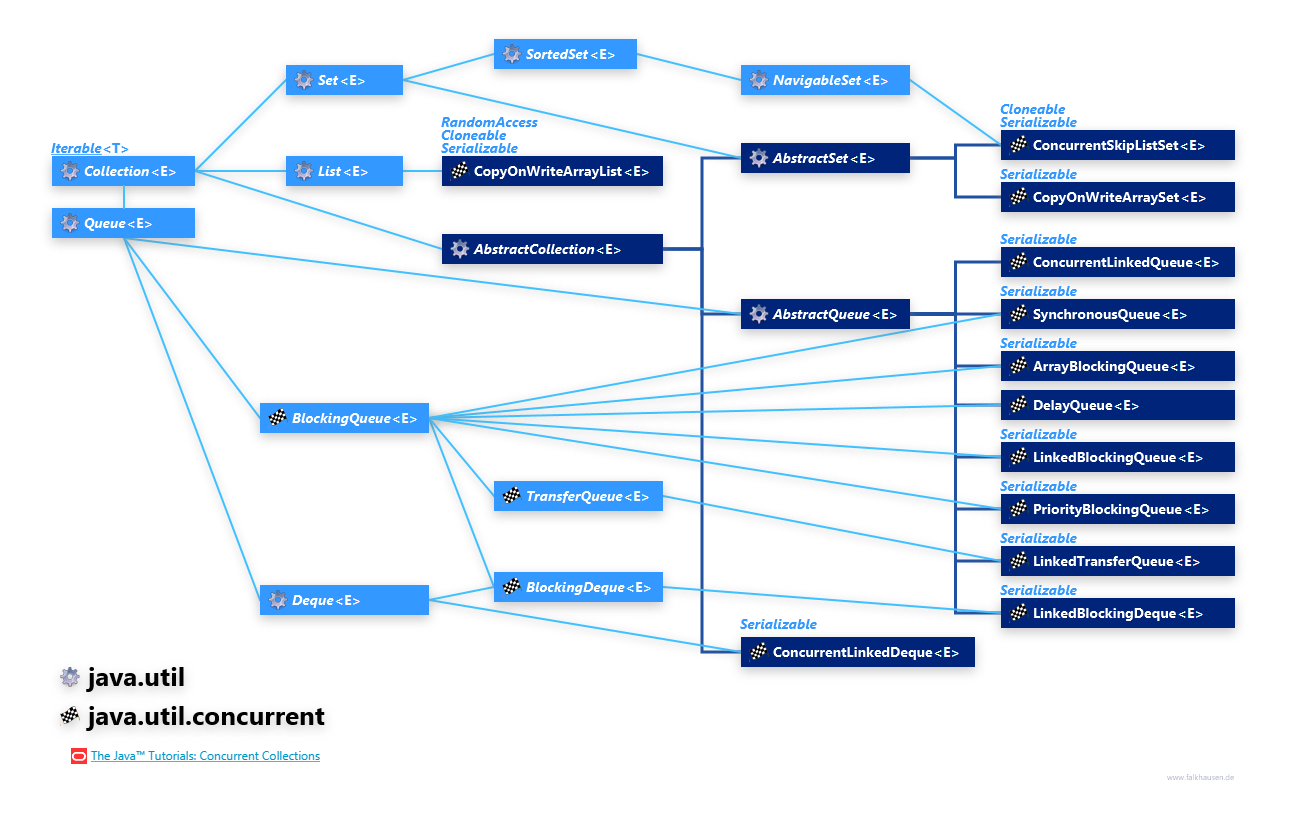 SortedSet<E>
Set<E>
NavigableSet<E>
Cloneable
Serializable
ConcurrentSkipListSet<E>
RandomAccess
Cloneable
Serializable
Iterable<T>
Collection<E>
List<E>
CopyOnWriteArrayList<E>
AbstractSet<E>
Serializable
CopyOnWriteArraySet<E>
Queue<E>
AbstractCollection<E>
Serializable
ConcurrentLinkedQueue<E>
Serializable
AbstractQueue<E>
SynchronousQueue<E>
Serializable
ArrayBlockingQueue<E>
DelayQueue<E>
BlockingQueue<E>
Serializable
LinkedBlockingQueue<E>
Serializable
TransferQueue<E>
PriorityBlockingQueue<E>
Serializable
LinkedTransferQueue<E>
Serializable
BlockingDeque<E>
Deque<E>
LinkedBlockingDeque<E>
Serializable
ConcurrentLinkedDeque<E>
java.util
java.util.concurrent
The Java™ Tutorials: Concurrent Collections
www.falkhausen.de